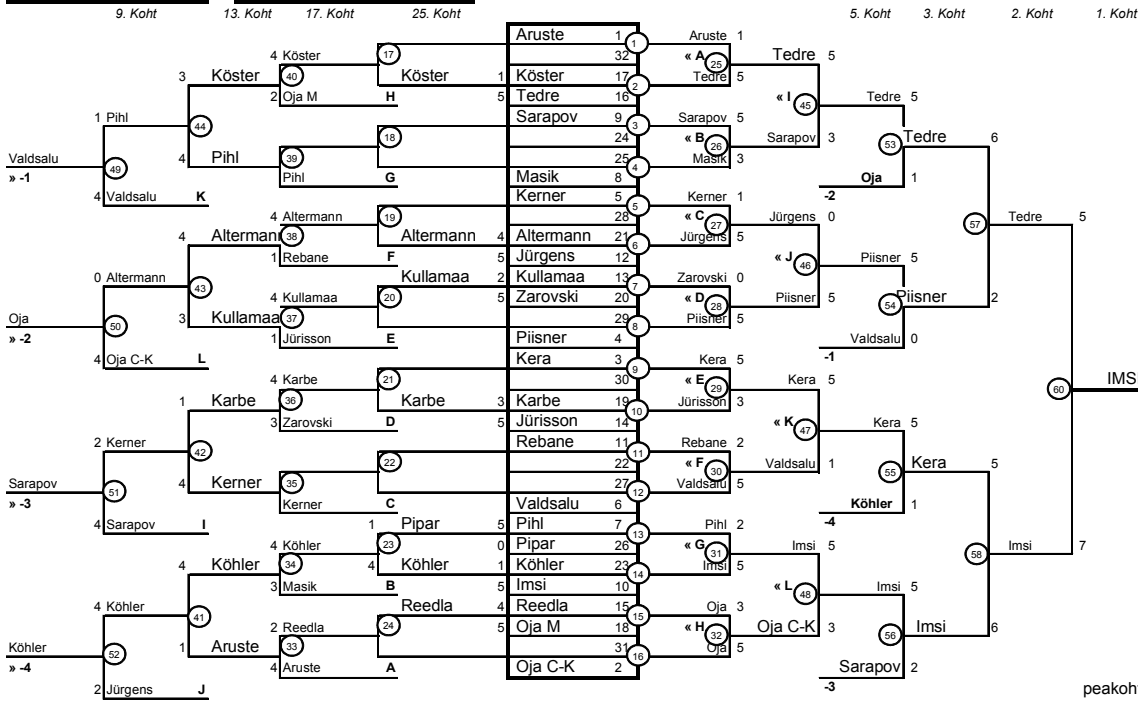 9. Koht 13. Koht 17. Koht 25. Koht 5. Koht 3. Koht 2. Koht 1. Koht
Aruste 1 1 Aruste 1
4 Köster 17 32 « A 25 Tedre 5
3 Köster 40 Köster 1 Köster 17 2 Tedre 5
2 Oja M H 5 Tedre 16 « I 45 Tedre 5
1 Pihl 44 Sarapov 9 3 Sarapov 5
18 24 « B 26 Sarapov 3 53 Tedre 6
Valdsalu 49 4 Pihl 39 25 4 Masik 3
» -1 Pihl G Masik 8 Oja 1
4 Valdsalu K Kerner 5 5 Kerner 1 -2
4 Altermann 19 28 « C 27 Jürgens 0 57 Tedre 5
4 Altermann 38 Altermann 4 Altermann 21 6 Jürgens 5
1 Rebane F 5 Jürgens 12 « J 46 Piisner 5
0 Altermann 43 Kullamaa 2 Kullamaa 13 7 Zarovski 0
4 Kullamaa 20 5 Zarovski 20 « D 28 Piisner 5 54 Piisner 2
Oja 50 3 Kullamaa 37 29 8 Piisner 5
» -2 1 Jürisson E Piisner 4 Valdsalu 0
4 Oja C-K L Kera 3 9 Kera 5 -1
4 Karbe 21 30 « E 29 Kera 5 60 IMS
1 Karbe 36 Karbe 3 Karbe 19 10 Jürisson 3
3 Zarovski D 5 Jürisson 14 « K 47 Kera 5
2 Kerner 42 Rebane 11 11 Rebane 2
22 22 « F 30 Valdsalu 1 55 Kera 5
Sarapov 51 4 Kerner 35 27 12 Valdsalu 5
» -3 Kerner C Valdsalu 6 Köhler 1
4 Sarapov I 1 Pipar 5 Pihl 7 13 Pihl 2 -4
4 Köhler 23 0 Pipar 26 « G 31 Imsi 5 58 Imsi 7
4 Köhler 34 4 Köhler 1 Köhler 23 14 Imsi 5
3 Masik B 5 Imsi 10 « L 48 Imsi 5
4 Köhler 41 Reedla 4 Reedla 15 15 Oja 3
2 Reedla 24 5 Oja M 18 « H 32 Oja C-K 3 56 Imsi 6
Köhler 52 1 Aruste 33 31 16 Oja 5
» -4 4 Aruste A Oja C-K 2 Sarapov 2
2 Jürgens J -3 peakoht